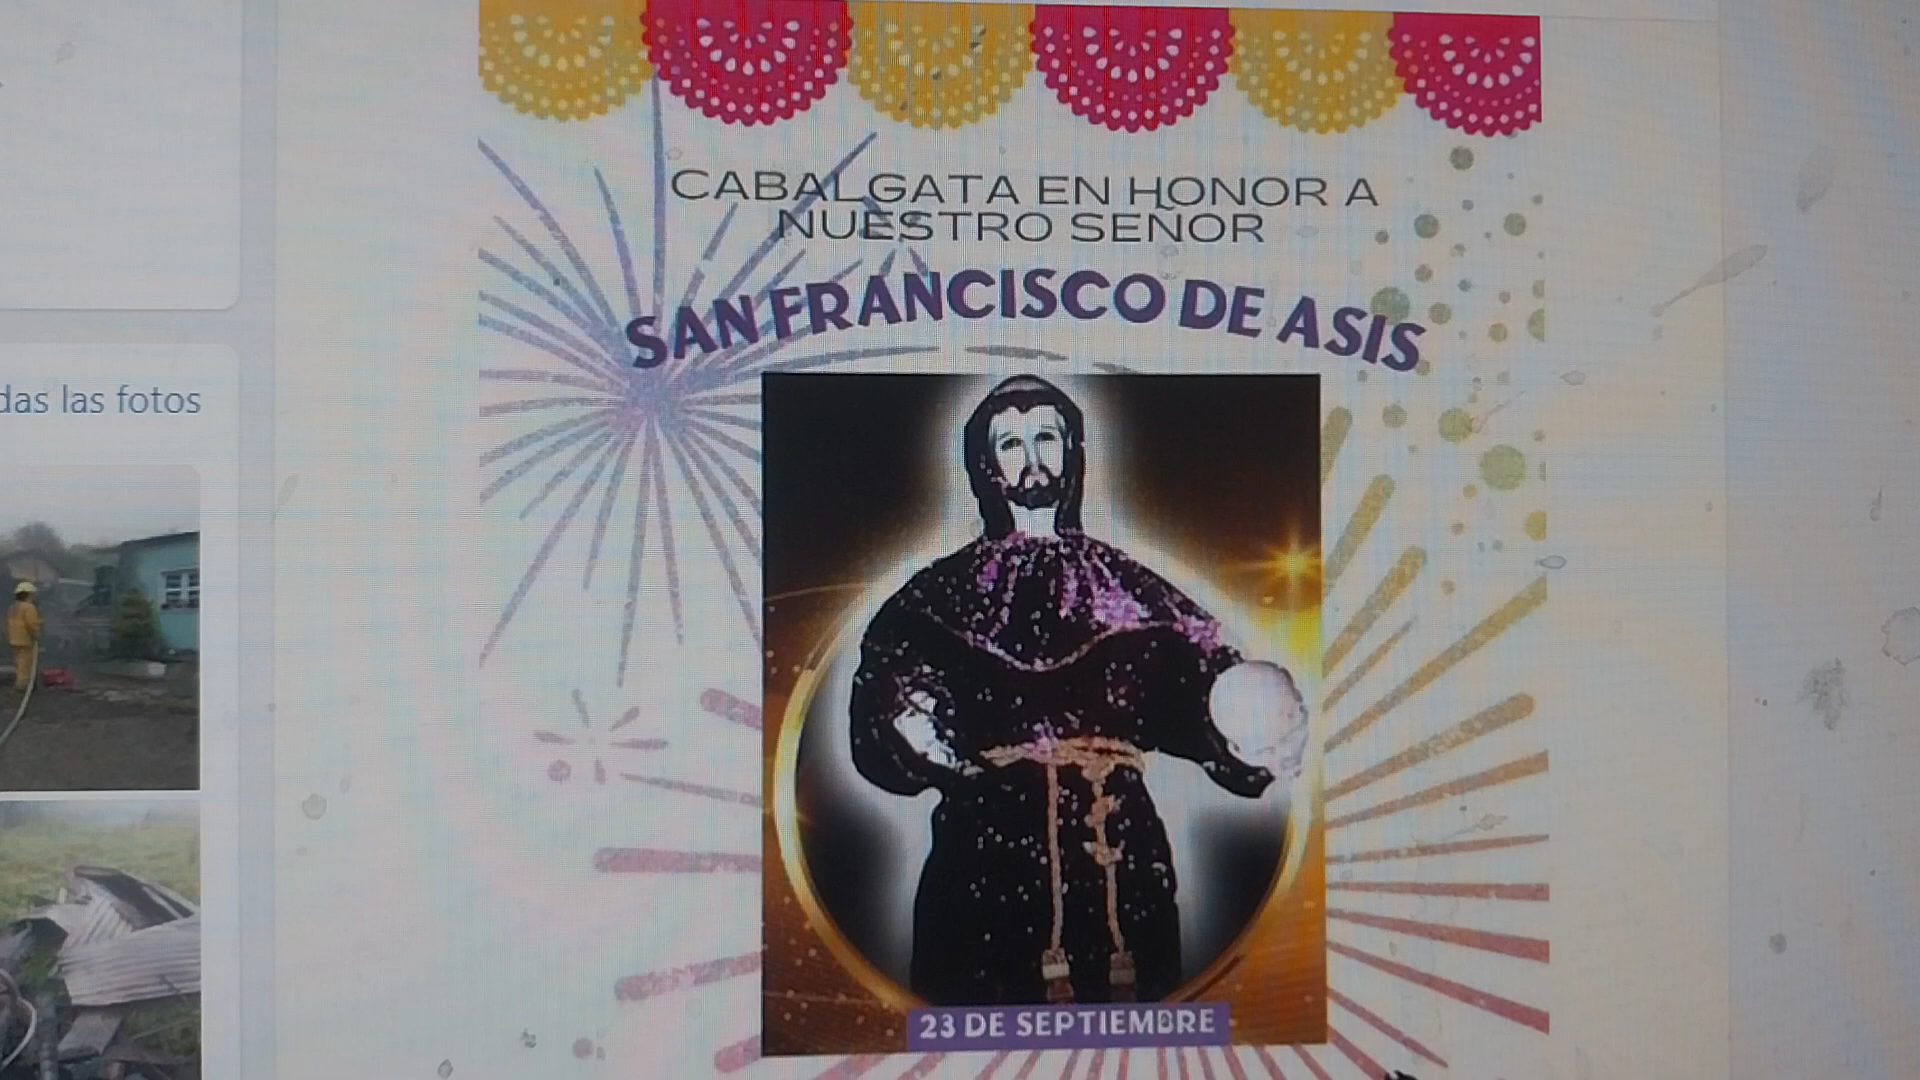 CABALGATA EN HONOR A
NUESTRO SEÑOR
SAN FRANCISCO DE ASIS
das las fotos
23 DE SEPTIEMBRE